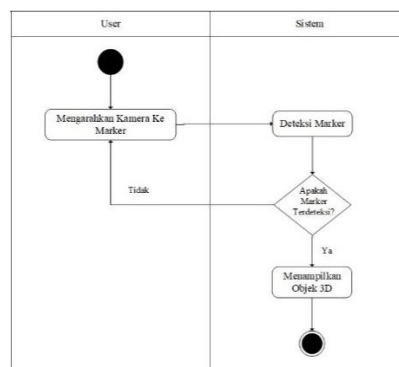 User
Sistem
Mengarahkan Kamera Ke
Marker
Deteksi Marker
Apakah
Marker
Terdeteksi?
Tidak
Ya
Menampilkan
Objek 3D